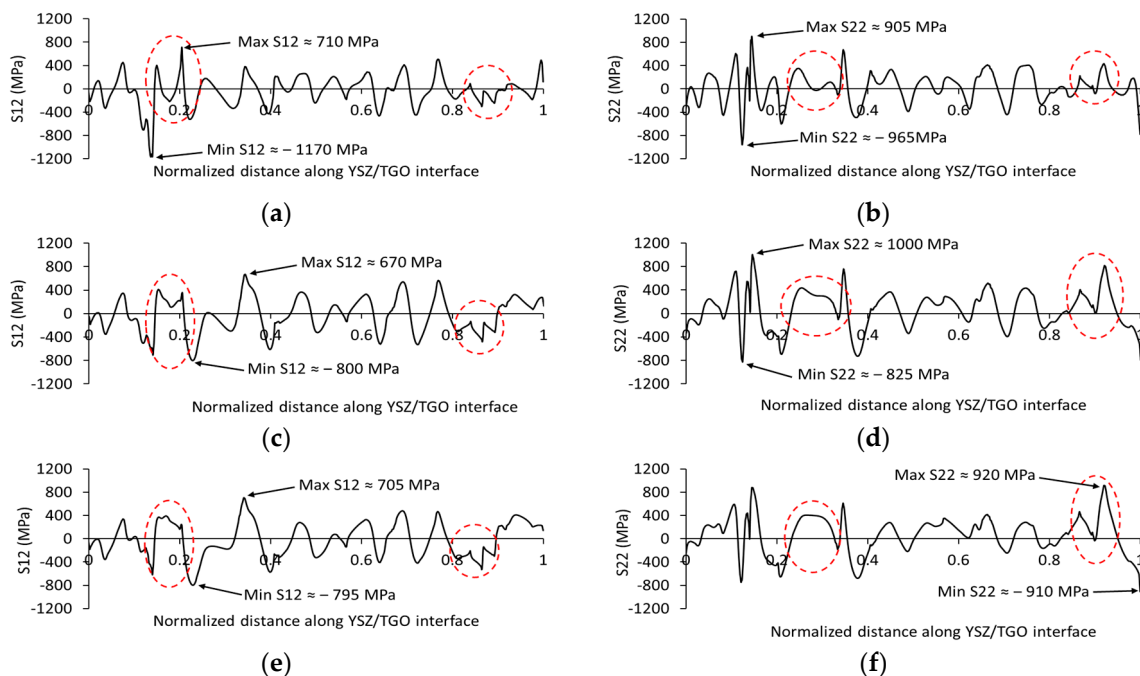 1200
800
400
0
-400
-800
-1200
S12 (MPa)
Max S12 ≈ 710 MPa
Min S12 ≈ – 1170 MPa
0 0.2 0.4 0.6 0.8 1
Normalized distance along YSZ/TGO interface
(a)
1200
800
400
0
-400
-800
-1200
S22 (MPa)
Max S22 ≈ 905 MPa
Min S22 ≈ – 965MPa
0 0.2 0.4 0.6 0.8 1
Normalized distance along YSZ/TGO interface
(b)
1200
800
400
0
-400
-800
-1200
S12 (MPa)
Max S12 ≈ 670 MPa
Min S12 ≈ – 800 MPa
0 0.2 0.4 0.6 0.8 1
Normalized distance along YSZ/TGO interface
(c)
1200
800
400
0
-400
-800
-1200
S22 (MPa)
Max S22 ≈ 1000 MPa
Min S22 ≈ – 825 MPa
0 0.2 0.4 0.6 0.8 1
Normalized distance along YSZ/TGO interface
(d)
1200
800
400
0
-400
-800
-1200
S12 (MPa)
Max S12 ≈ 705 MPa
Min S12 ≈ – 795 MPa
0 0.2 0.4 0.6 0.8 1
Normalized distance along YSZ/TGO interface
(e)
1200
800
400
0
-400
-800
-1200
S22 (MPa)
Max S22 ≈ 920 MPa
Min S22 ≈ – 910 MPa
0 0.2 0.4 0.6 0.8 1
Normalized distance along YSZ/TGO interface
(f)